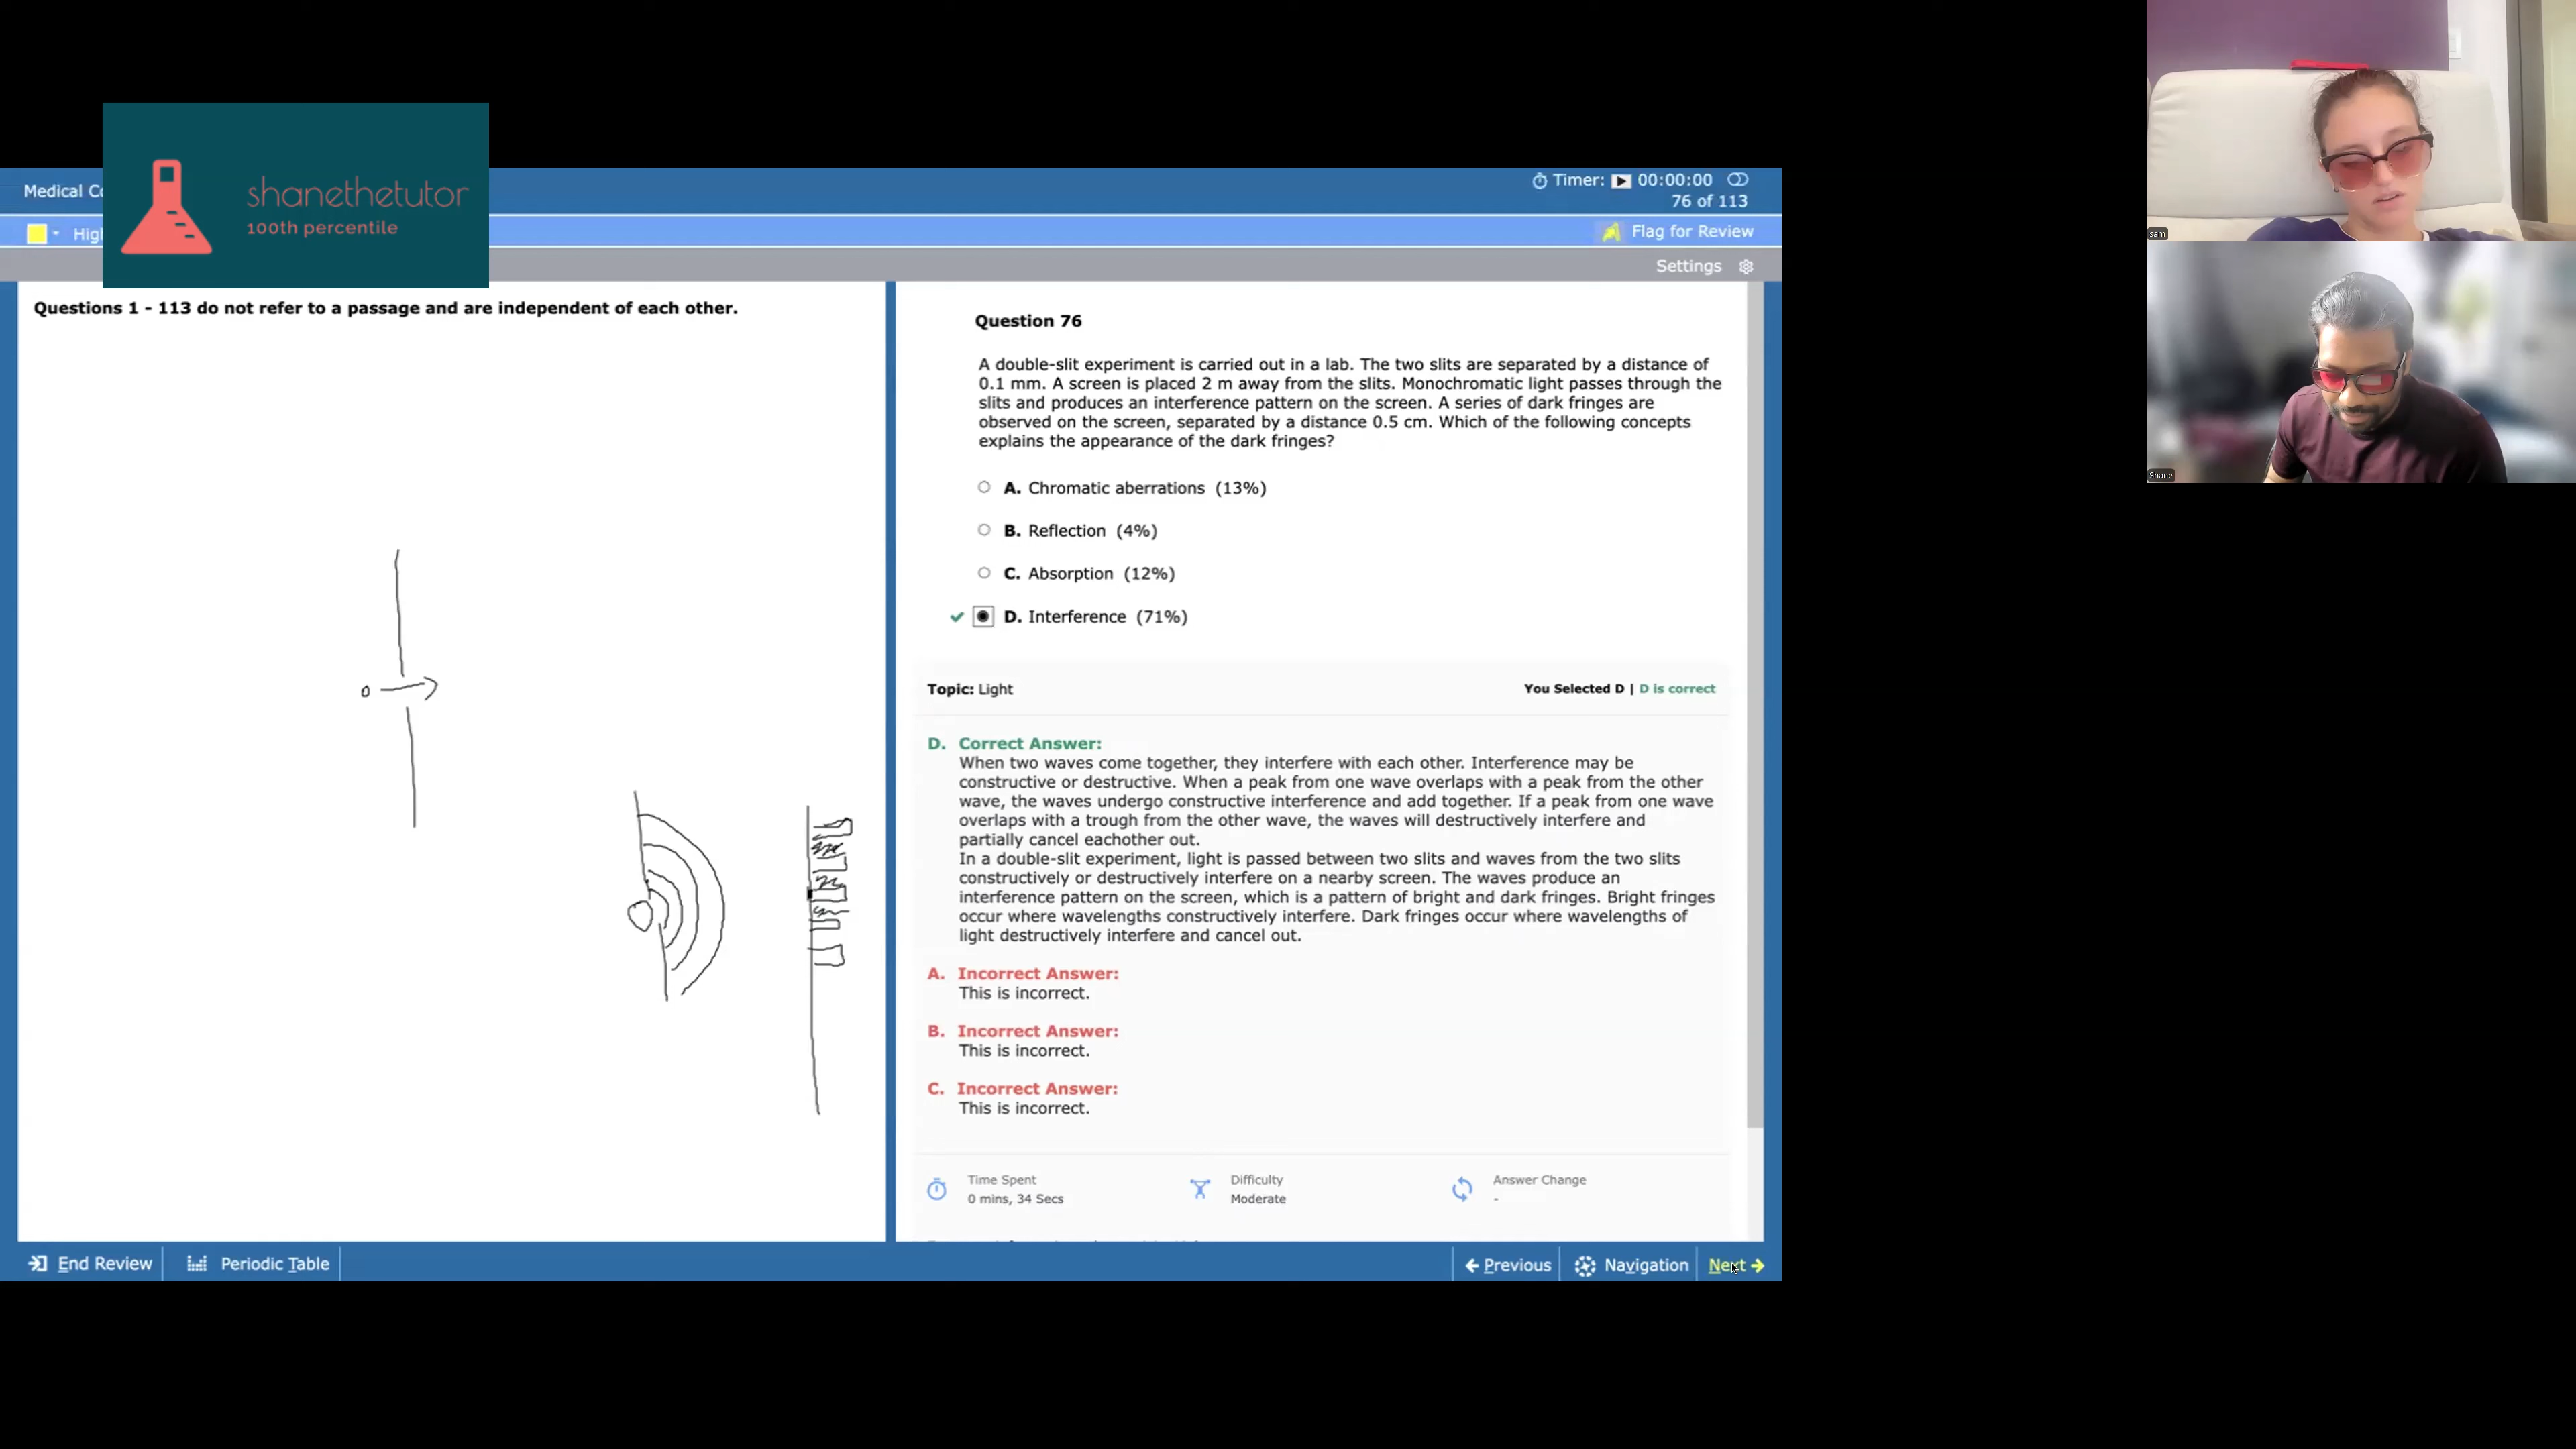 Medical Co
shanethetutor
100th percentile
Timer: 00:00:00
76 of 113
High
Flag for Review
Settings
Questions 1 - 113 do not refer to a passage and are independent of each other.
Question 76
A double-slit experiment is carried out in a lab. The two slits are separated by a distance of
0.1 mm. A screen is placed 2 m away from the slits. Monochromatic light passes through the
slits and produces an interference pattern on the screen. A series of dark fringes are
observed on the screen, separated by a distance 0.5 cm. Which of the following concepts
explains the appearance of the dark fringes?
A. Chromatic aberrations (13%)
B. Reflection (4%)
C. Absorption (12%)
D. Interference (71%)
Topic: Light
You Selected D | D is correct
D. Correct Answer:
When two waves come together, they interfere with each other. Interference may be
constructive or destructive. When a peak from one wave overlaps with a peak from the other
wave, the waves undergo constructive interference and add together. If a peak from one wave
overlaps with a trough from the other wave, the waves will destructively interfere and
partially cancel eachother out.
In a double-slit experiment, light is passed between two slits and waves from the two slits
constructively or destructively interfere on a nearby screen. The waves produce an
interference pattern on the screen, which is a pattern of bright and dark fringes. Bright fringes
occur where wavelengths constructively interfere. Dark fringes occur where wavelengths of
light destructively interfere and cancel out.
A. Incorrect Answer:
This is incorrect.
B. Incorrect Answer:
This is incorrect.
C. Incorrect Answer:
This is incorrect.
Time Spent
0 mins, 34 Secs
Difficulty
Moderate
Answer Change
-
End Review
Periodic Table
Previous
Navigation
Next
sam
Shane